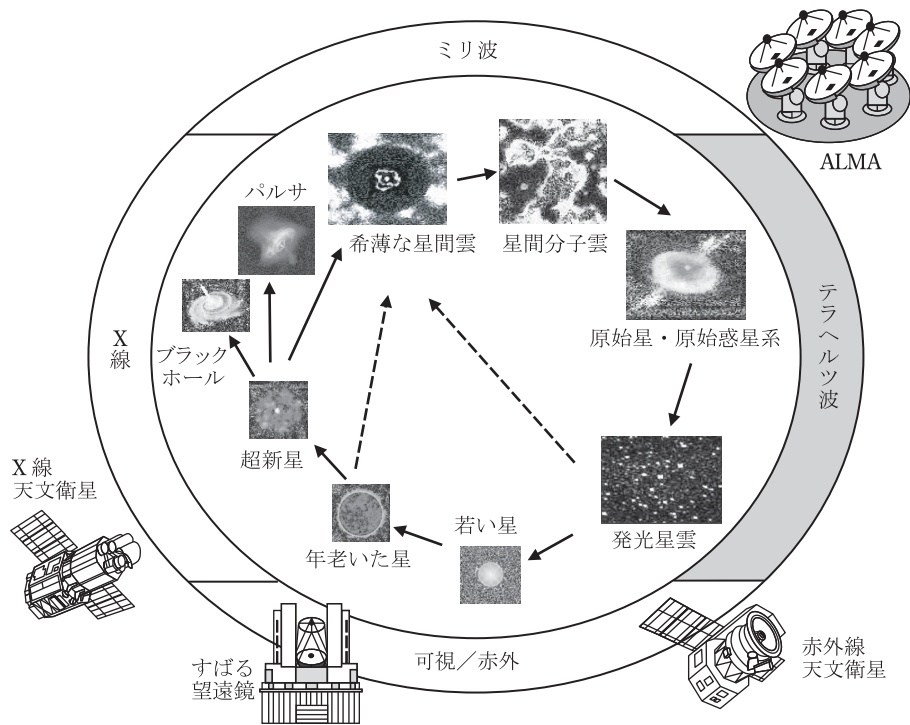 ミリ波
ALMA
パルサ
希薄な星間雲
星間分子雲
原始星・原始惑星系
テラヘルツ波
X線
ブラック
ホール
超新星
X線
天文衛星
年老いた星
若い星
発光星雲
すばる
望遠鏡
可視／赤外
赤外線
天文衛星